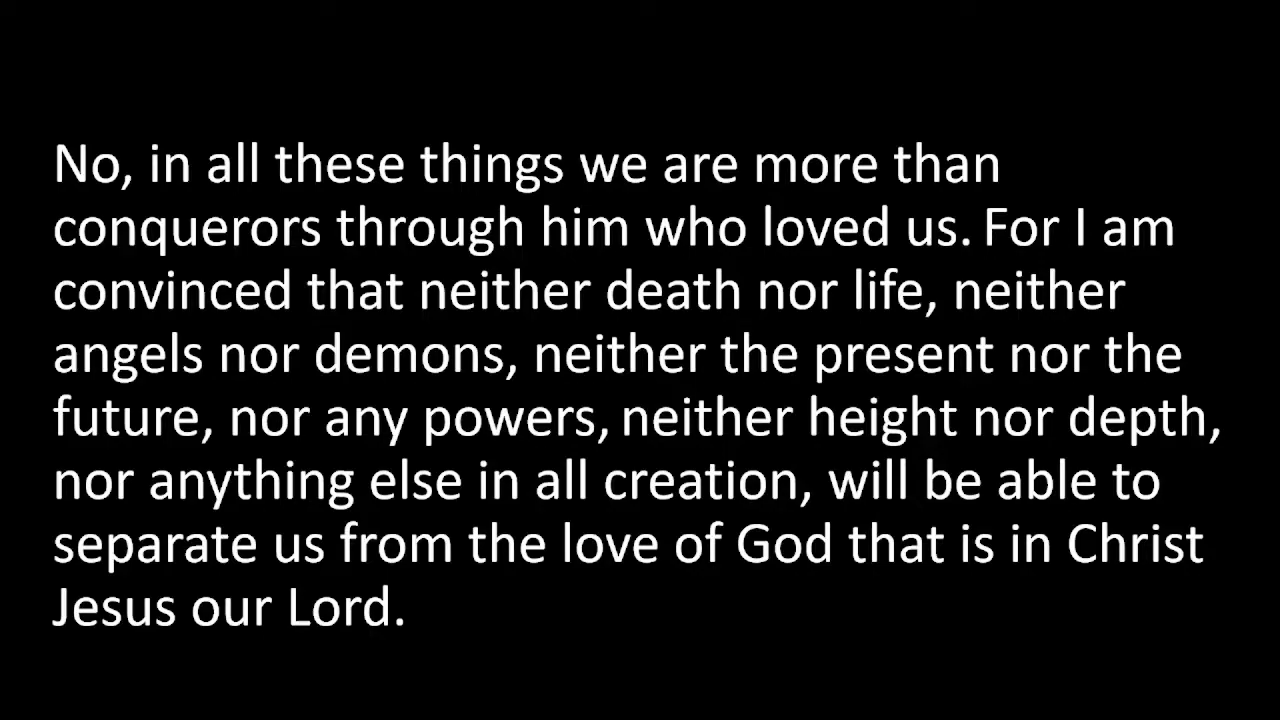 No, in all these things we are more than
conquerors through him who loved us. For I am
convinced that neither death nor life, neither
angels nor demons, neither the present nor the
future, nor any powers, neither height nor depth,
nor anything else in all creation, will be able to
separate us from the love of God that is in Christ
Jesus our Lord.